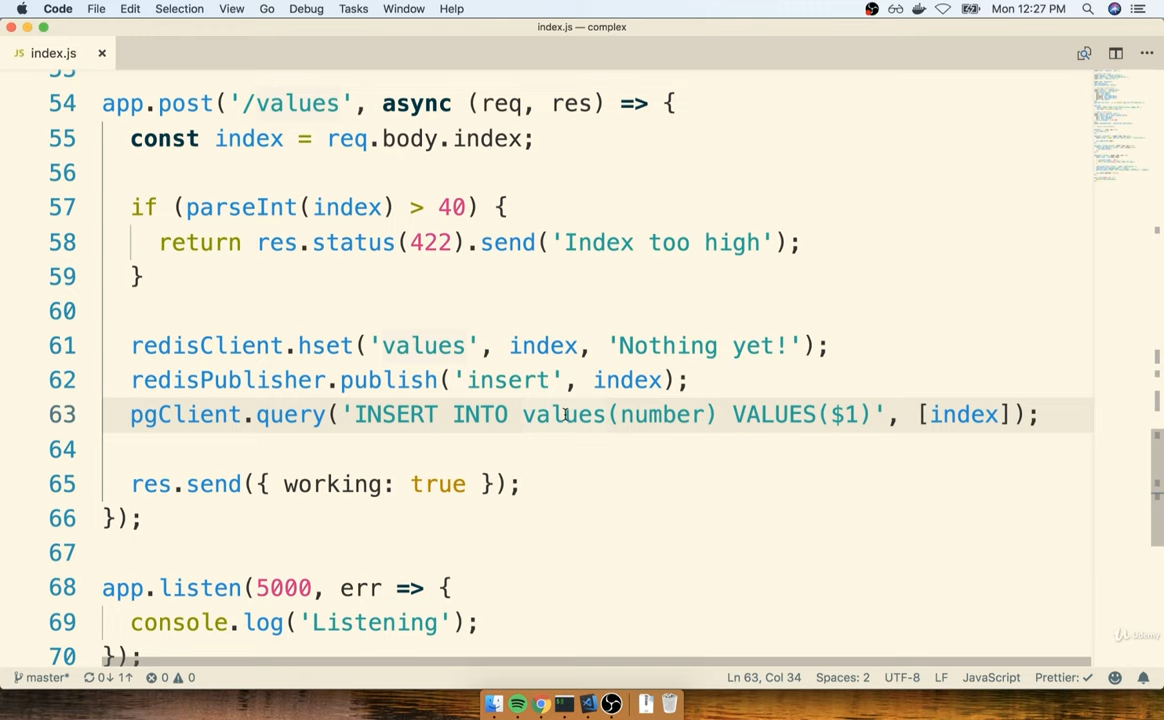 Code File Edit Selection View Go Debug Tasks Window Help Mon 12:27 PM
index.js — complex
JS index.js ×
53
54 app.post('/values', async (req, res) => {
55 const index = req.body.index;
56
57 if (parseInt(index) > 40) {
58 return res.status(422).send('Index too high');
59 }
60
61 redisClient.hset('values', index, 'Nothing yet!');
62 redisPublisher.publish('insert', index);
63 pgClient.query('INSERT INTO values(number) VALUES($1)', [index]);
64
65 res.send({ working: true });
66 });
67
68 app.listen(5000, err => {
69 console.log('Listening');
70 });
Udemy
master* 0↓ 1↑ 0 0 Ln 63, Col 34 Spaces: 2 UTF-8 LF JavaScript Prettier: ✓